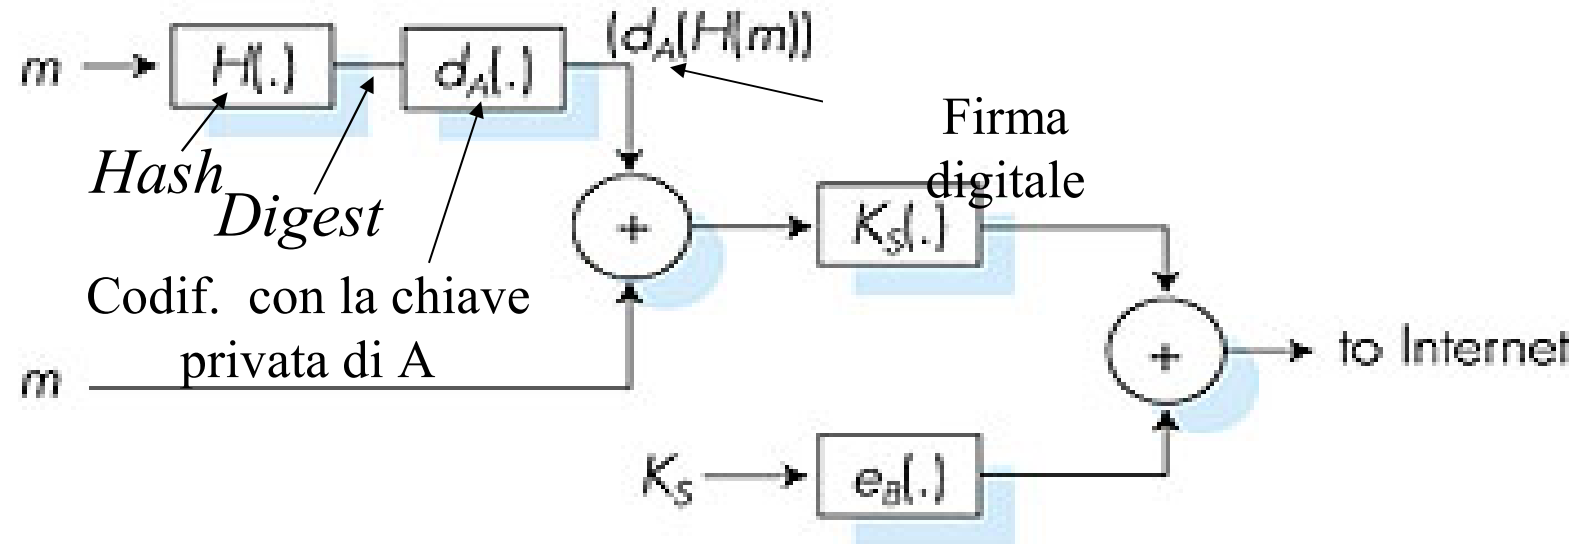 (d_A(H(m))
m
H(.)
d_A(.)
Firma
digitale
Hash
Digest
+
K_S(.)
Codif. con la chiave
privata di A
m
+
to Internet
K_S
e_B(.)